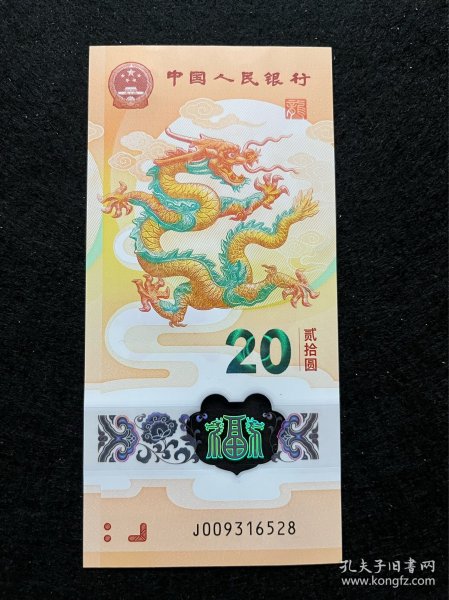 中国人民银行
龍
20
贰拾圆
J009316528
孔夫子旧书网
www.kongfz.com